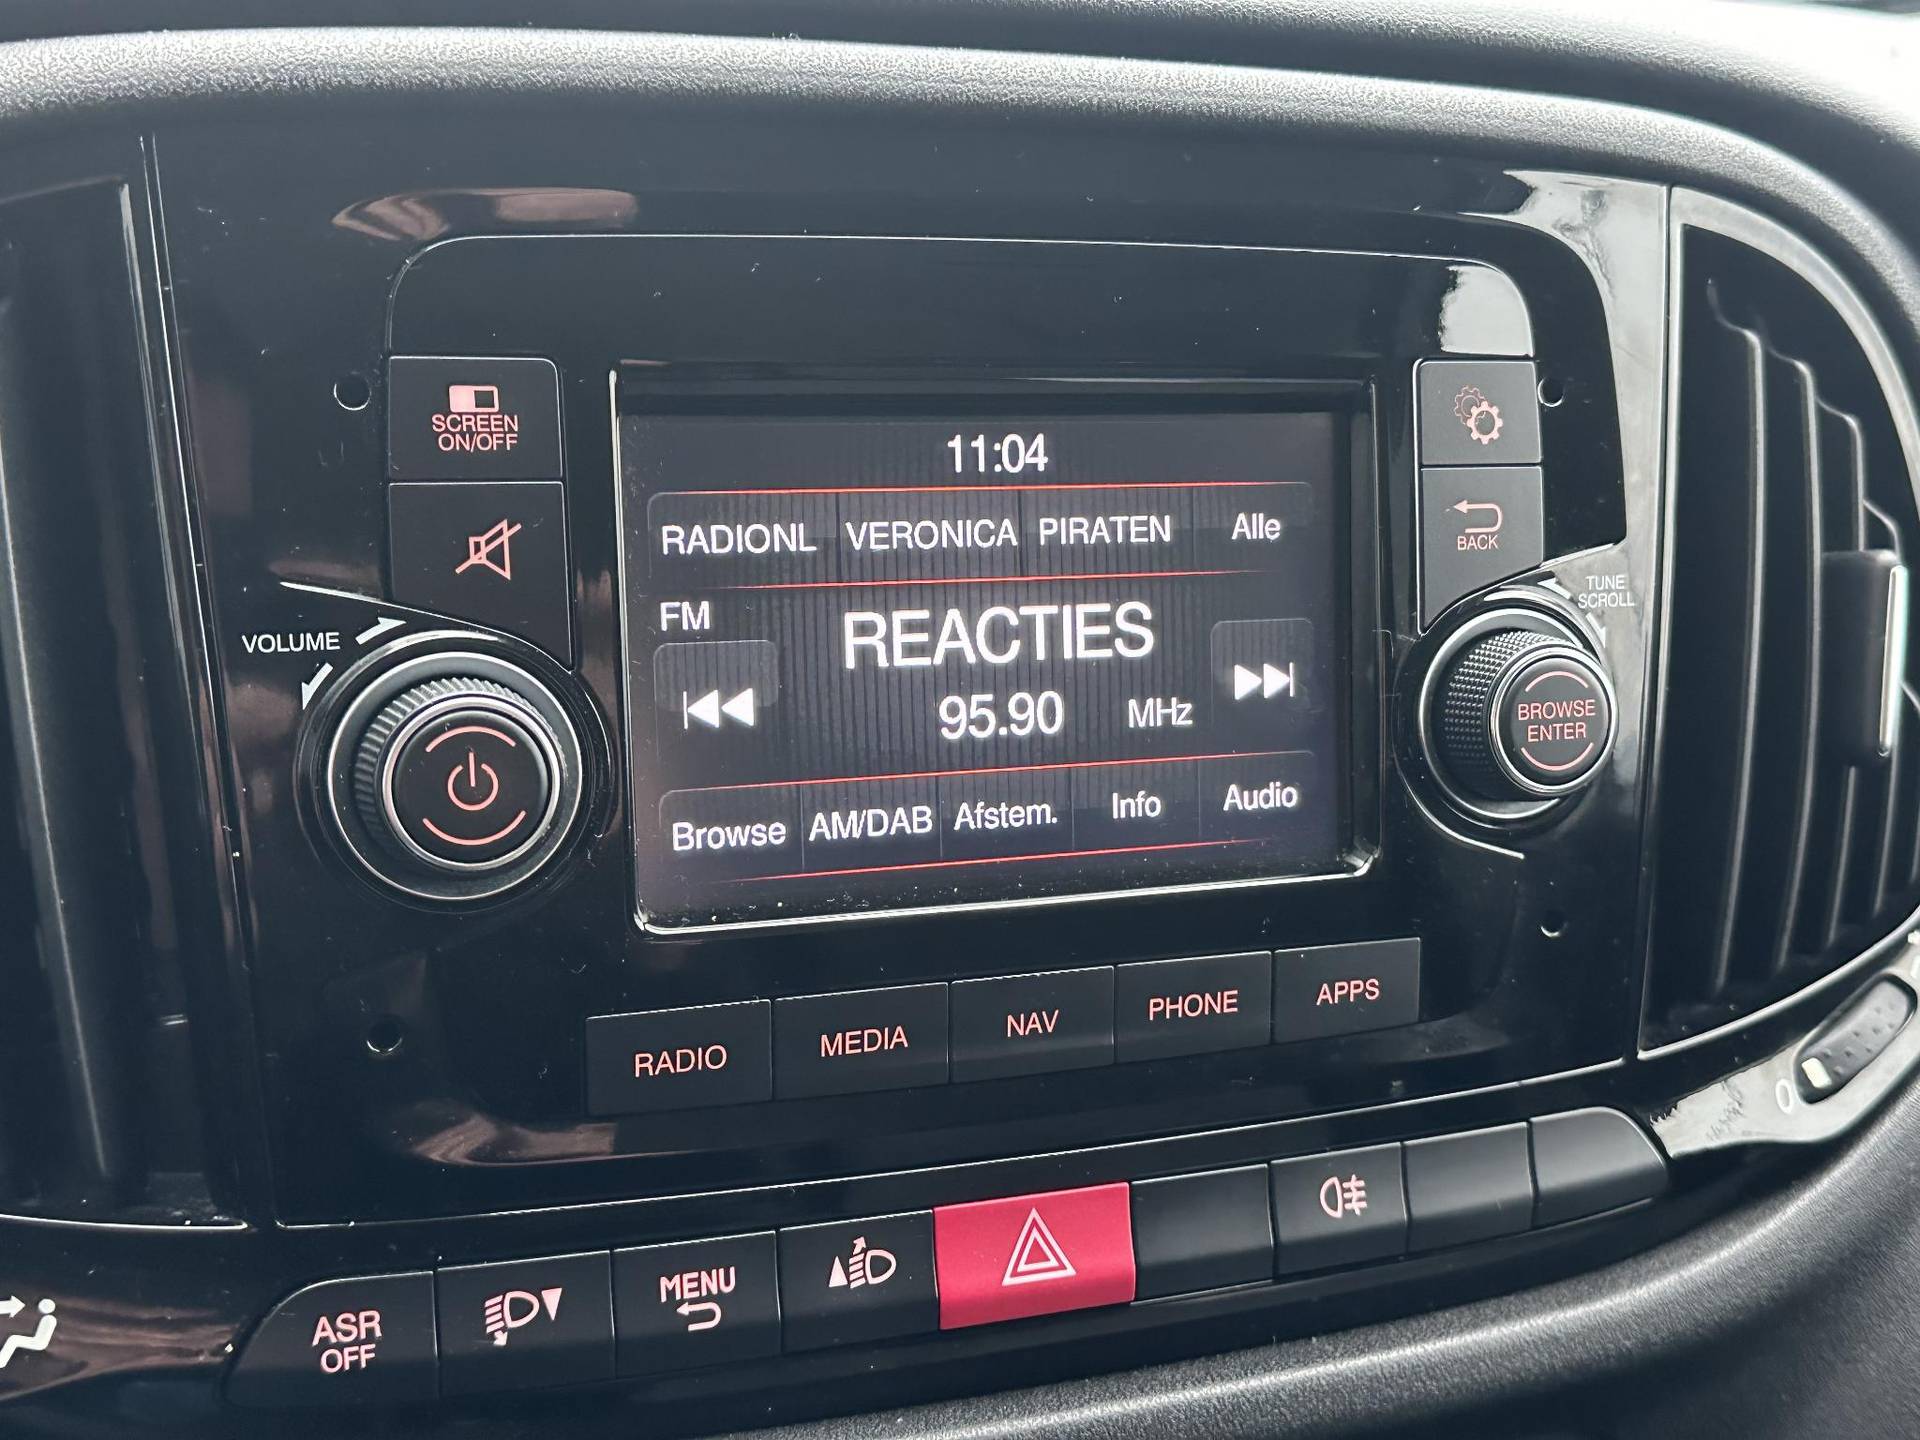 11:04
SCREEN
ON/OFF
RADIONL VERONICA PIRATEN Alle
BACK
TUNE
SCROLL
VOLUME
FM
REACTIES
95.90 MHz
BROWSE
ENTER
Browse AM/DAB Afstem. Info Audio
RADIO MEDIA NAV PHONE APPS
0
ASR
OFF
MENU